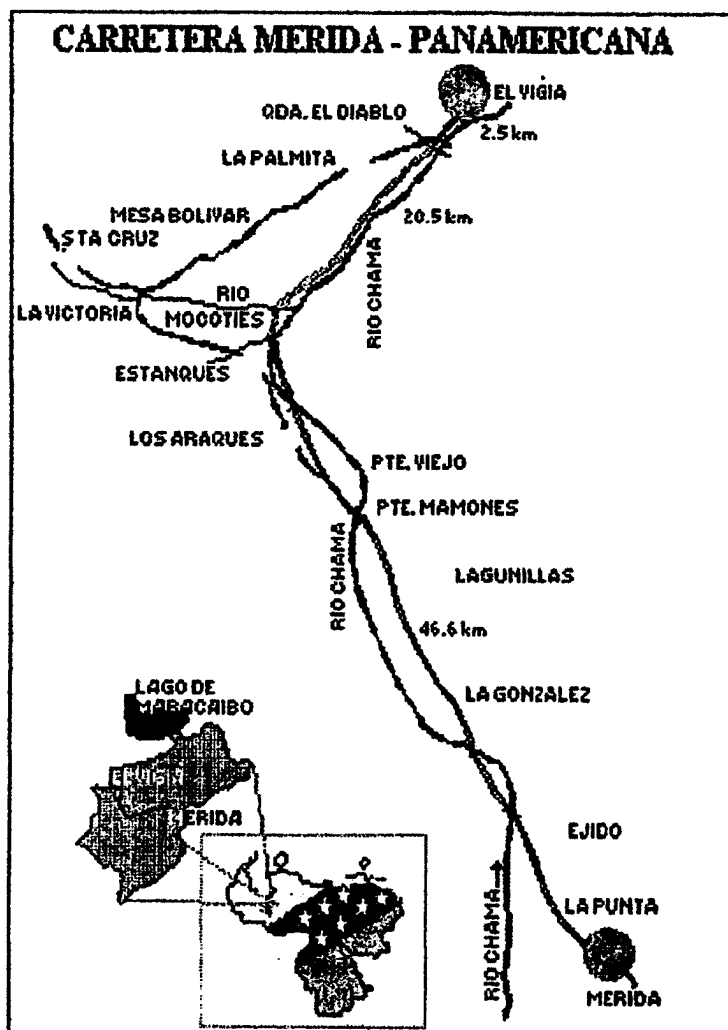 CARRETERA MERIDA - PANAMERICANA
EL VIGIA
QDA. EL DIABLO
2.5 km
LA PALMITA
20.5 km
MESA BOLIVAR
STA CRUZ
RIO CHAMA
RIO
MOCOTIES
LA VICTORIA
ESTANQUES
LOS ARAQUES
PTE. VIEJO
PTE. MAMONES
RIO CHAMA
LAGUNILLAS
46.6 km
LA GONZALEZ
LAGO DE
MARACAIBO
ERIDA
EJIDO
RIO CHAMA
LA PUNTA
MERIDA